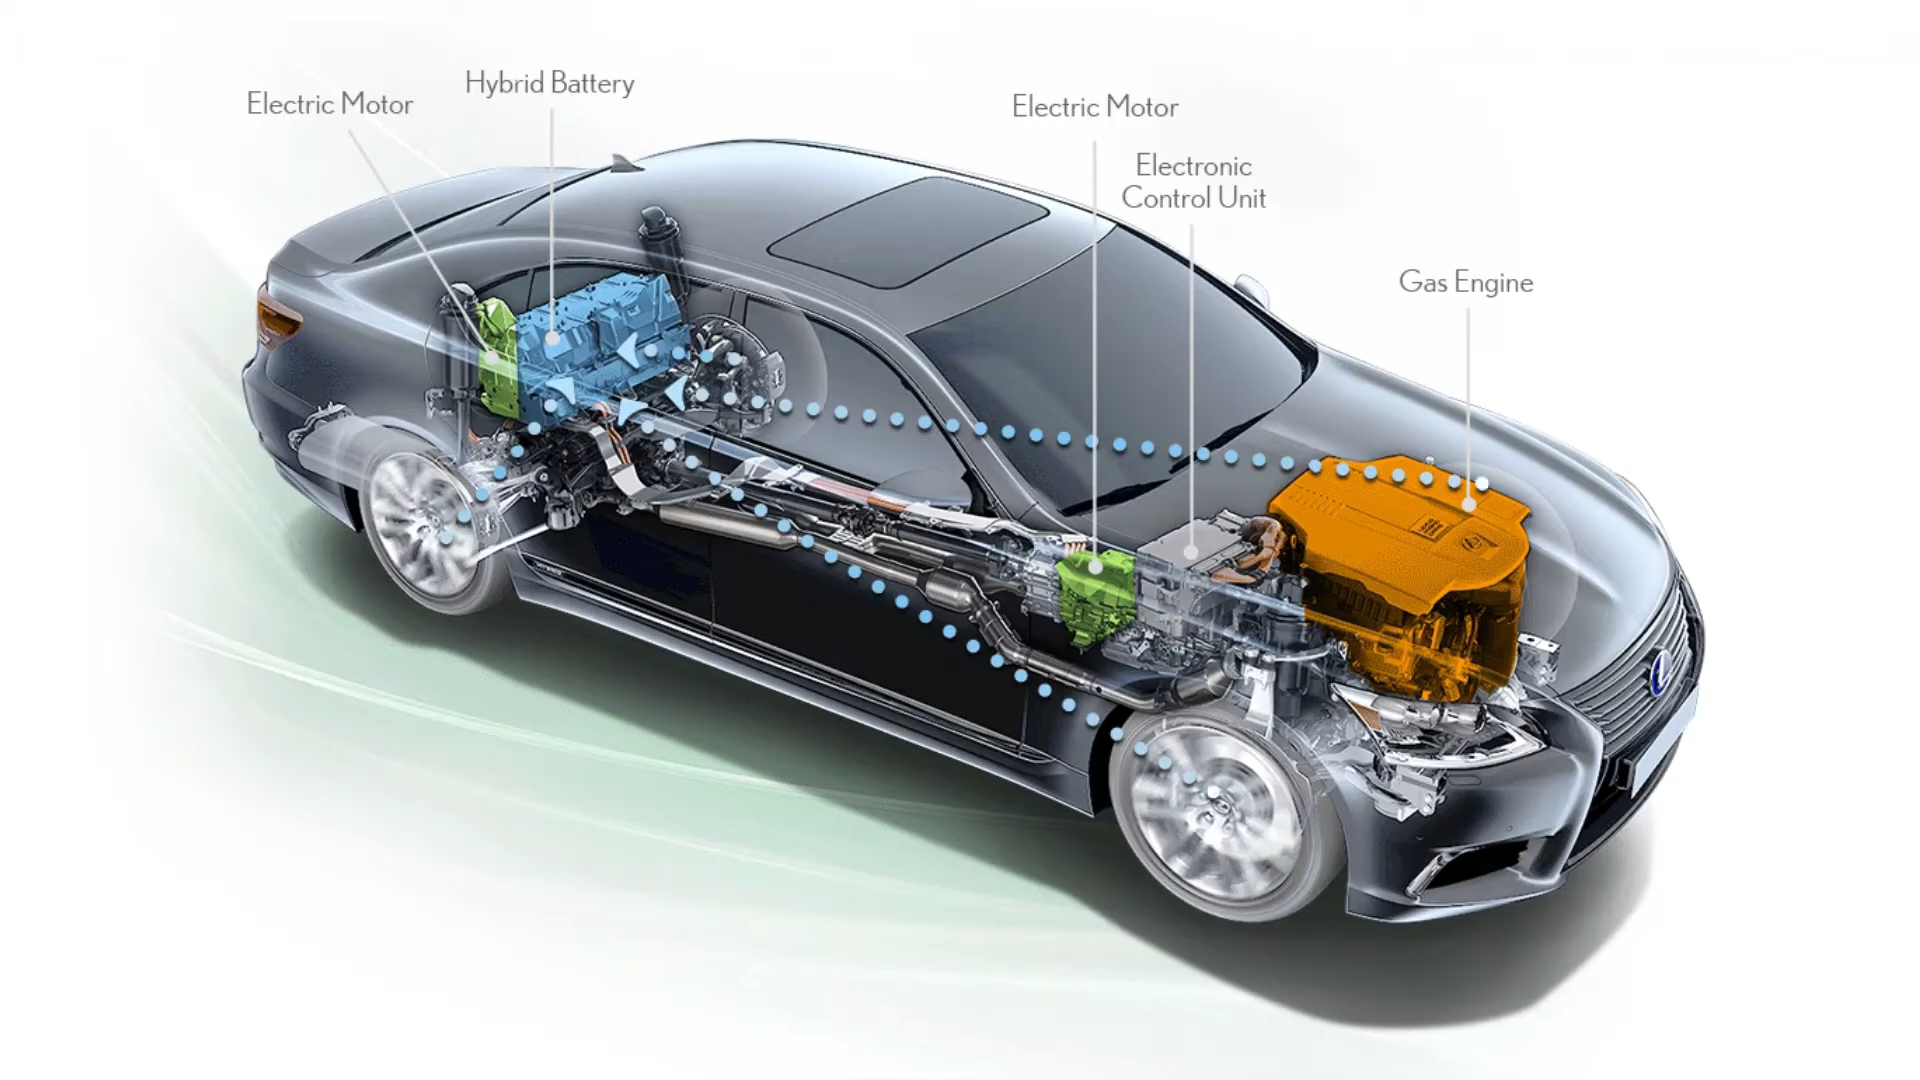 Electric Motor
Hybrid Battery
Electric Motor
Electronic
Control Unit
Gas Engine